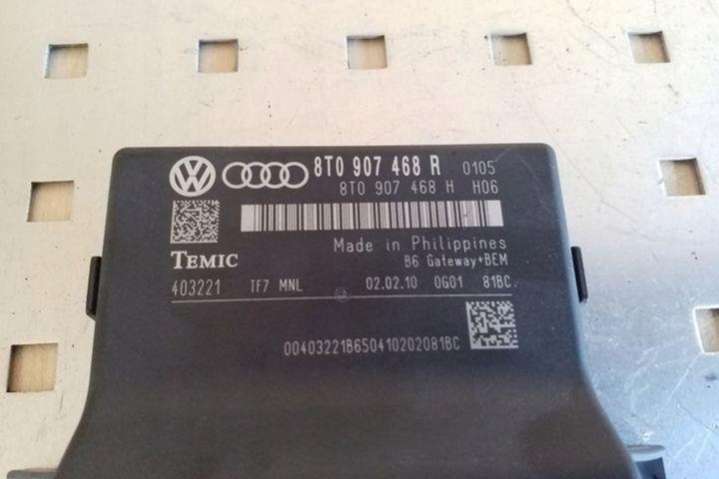 8T0 907 468 R 0105
8T0 907 468 H H06
Made in Philippines
TEMIC B6 Gateway+BEM
403221 TF7 MNL 02.02.10 0G01 81BC
00403221B650410202081BC